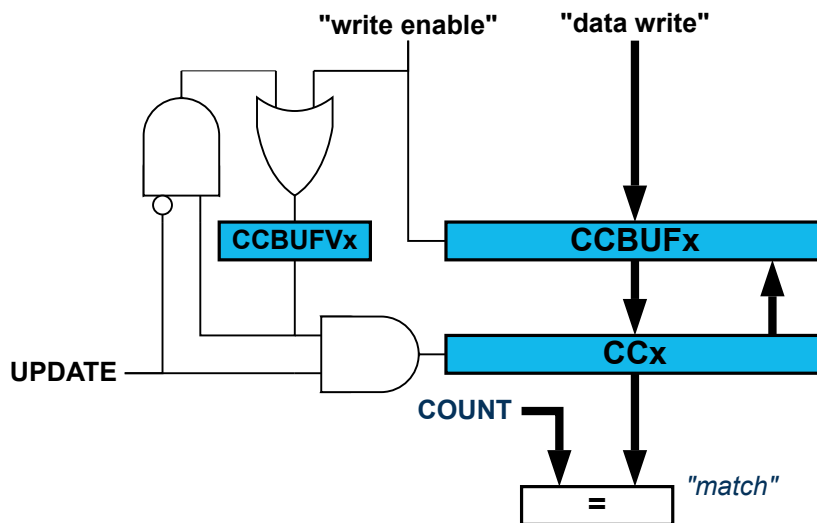 "write enable"
"data write"
CCBUFVx
CCBUFx
UPDATE
CCx
COUNT
"match"
=